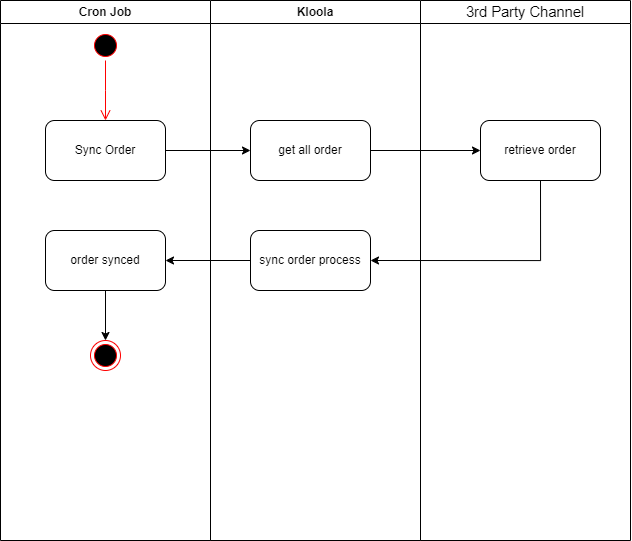 Cron Job
Kloola
3rd Party Channel
Sync Order
get all order
retrieve order
order synced
sync order process